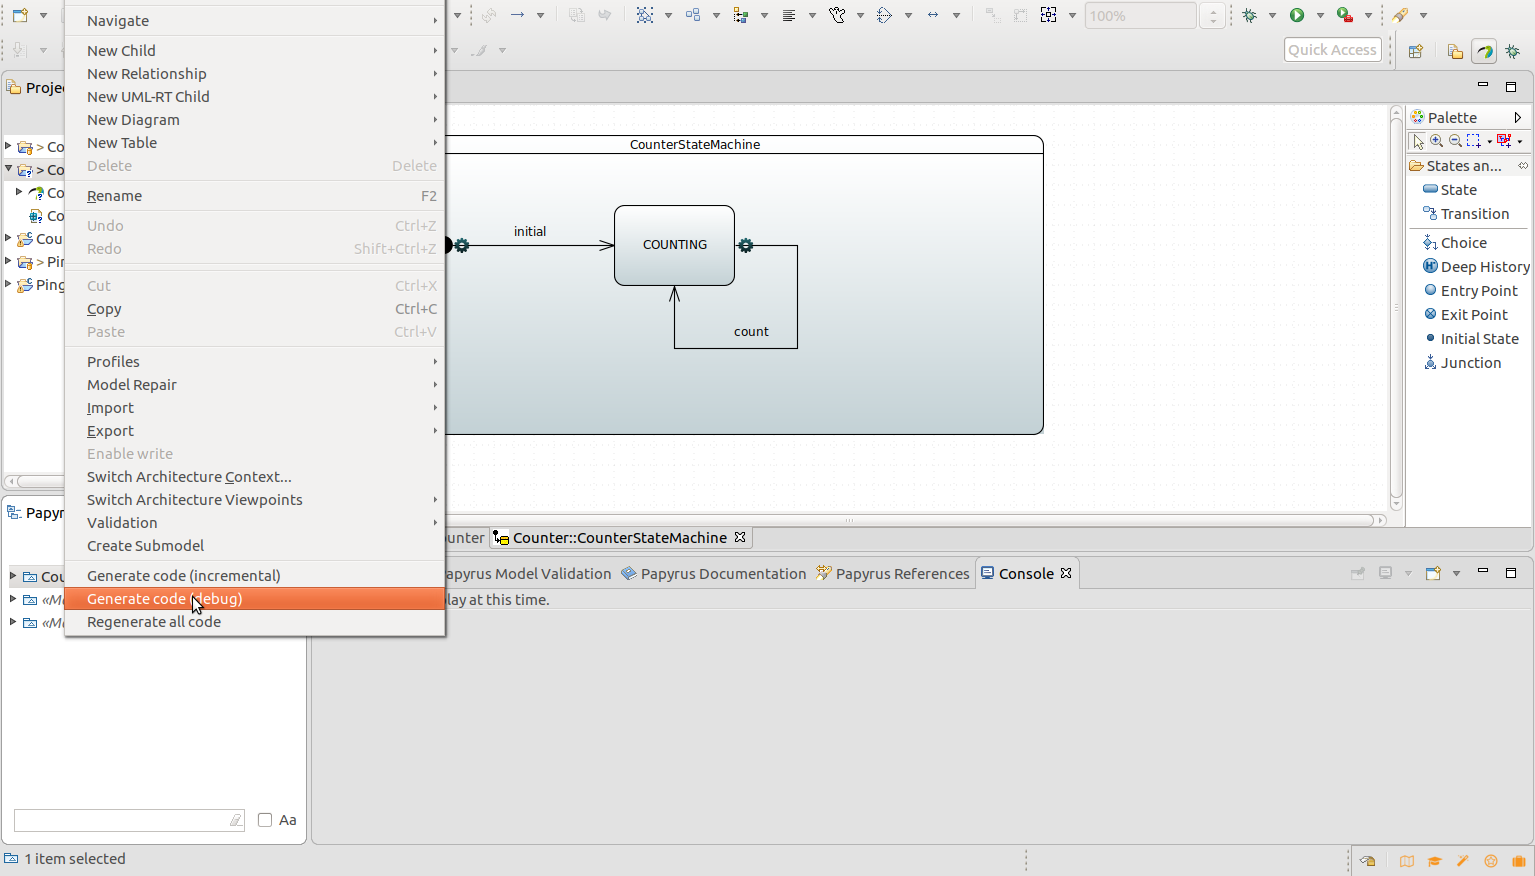 Navigate
100%
New Child
Quick Access
New Relationship
Project
New UML-RT Child
New Diagram
Palette
New Table
> Co
CounterStateMachine
Delete Delete
States an...
> Co
Co
Rename F2
State
Co
Undo Ctrl+Z
initial
Transition
Cou
Redo Shift+Ctrl+Z
COUNTING
Choice
> Pin
Deep History
Ping
Cut Ctrl+X
Entry Point
Copy Ctrl+C
Exit Point
Paste Ctrl+V
count
Initial State
Profiles
Junction
Model Repair
Import
Export
Enable write
Switch Architecture Context...
Switch Architecture Viewpoints
Papyr
Validation
unter
Counter::CounterStateMachine
Create Submodel
Cou
Generate code (incremental)
apyrus Model Validation
Papyrus Documentation
Papyrus References
Console
«Mo
Generate code (debug)
lay at this time.
«Mo
Regenerate all code
Aa
1 item selected